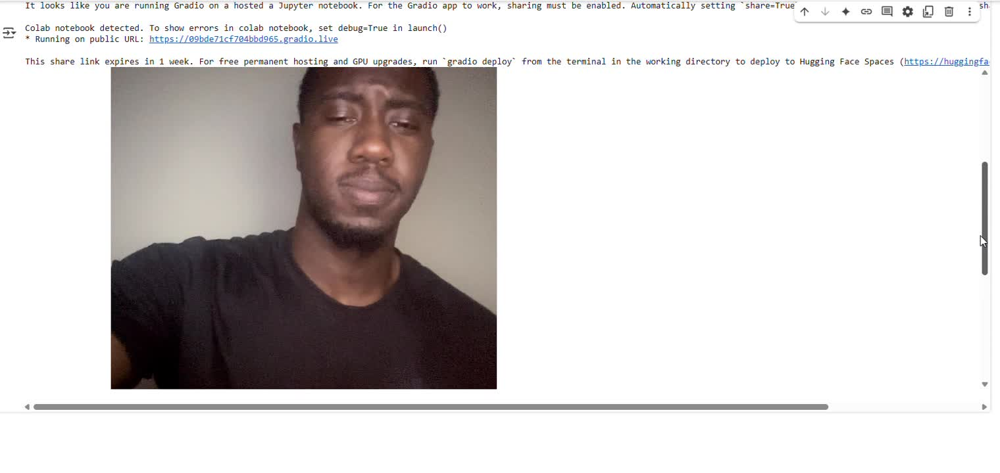 It looks like you are running Gradio on a hosted a Jupyter notebook. For the Gradio app to work, sharing must be enabled. Automatically setting `share=True
Colab notebook detected. To show errors in colab notebook, set debug=True in launch()
* Running on public URL: https://09bde71cf704bbd965.gradio.live
This share link expires in 1 week. For free permanent hosting and GPU upgrades, run `gradio deploy` from the terminal in the working directory to deploy to Hugging Face Spaces (https://huggingfa